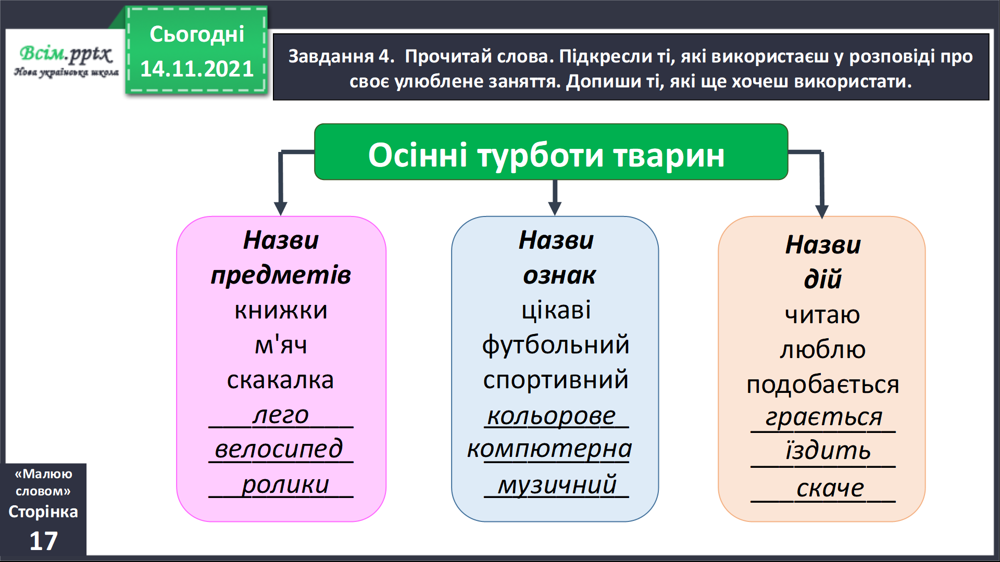 Всім.pptx
Нова українська школа
Сьогодні
14.11.2021
Завдання 4. Прочитай слова. Підкресли ті, які використаєш у розповіді про
своє улюблене заняття. Допиши ті, які ще хочеш використати.
Осінні турботи тварин
Назви
предметів
книжки
м'яч
скакалка
лего
велосипед
ролики
Назви
ознак
цікаві
футбольний
спортивний
кольорове
компютерна
музичний
Назви
дій
читаю
люблю
подобається
грається
їздить
скаче
«Малюю
словом»
Сторінка
17